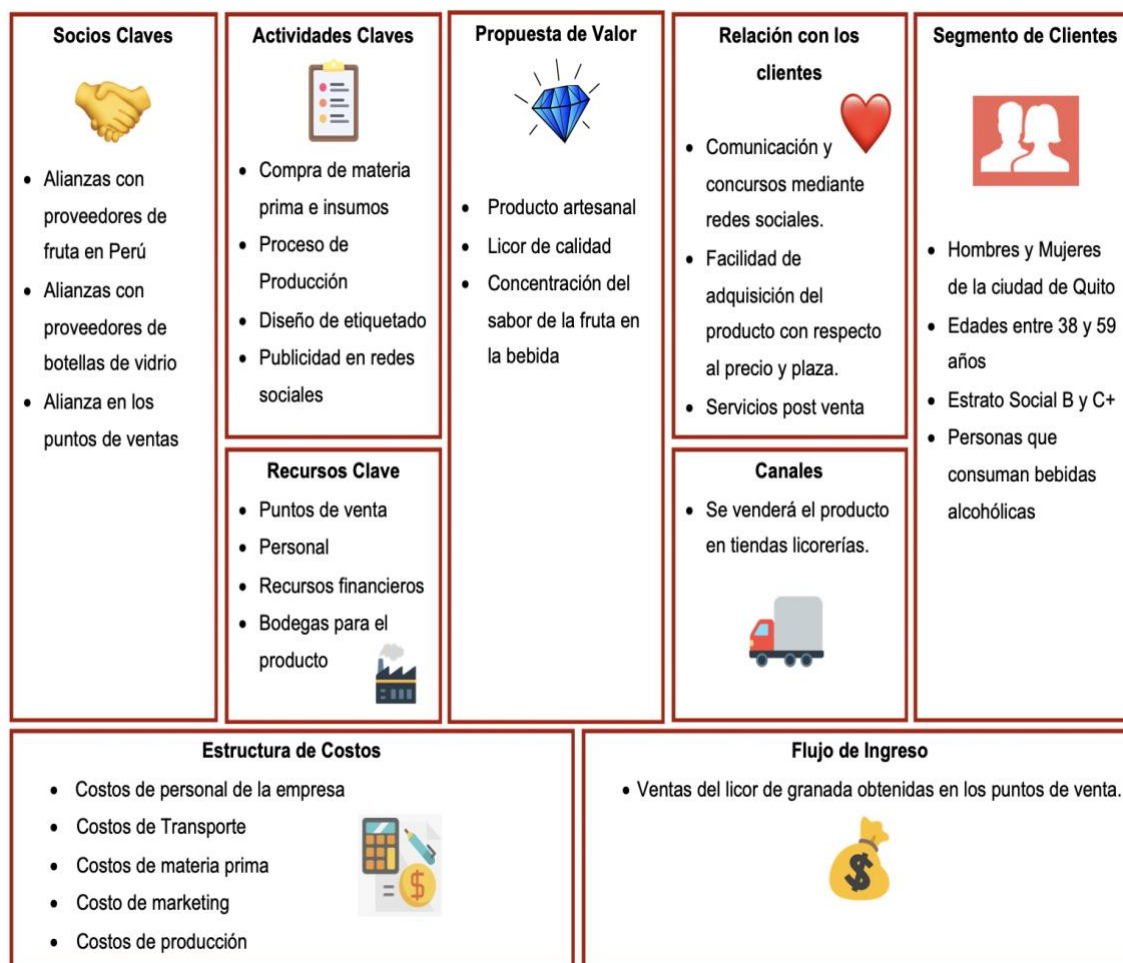 Socios Claves
• Alianzas con
proveedores de
fruta en Perú
• Alianzas con
proveedores de
botellas de vidrio
• Alianza en los
puntos de ventas
Actividades Claves
• Compra de materia
prima e insumos
• Proceso de
Producción
• Diseño de etiquetado
• Publicidad en redes
sociales
Recursos Clave
• Puntos de venta
• Personal
• Recursos financieros
• Bodegas para el
producto
Propuesta de Valor
• Producto artesanal
• Licor de calidad
• Concentración del
sabor de la fruta en
la bebida
Relación con los
clientes
• Comunicación y
concursos mediante
redes sociales.
• Facilidad de
adquisición del
producto con respecto
al precio y plaza.
• Servicios post venta
Canales
• Se venderá el producto
en tiendas licorerías.
Segmento de Clientes
• Hombres y Mujeres
de la ciudad de Quito
• Edades entre 38 y 59
años
• Estrato Social B y C+
• Personas que
consuman bebidas
alcohólicas
Estructura de Costos
• Costos de personal de la empresa
• Costos de Transporte
• Costos de materia prima
• Costo de marketing
• Costos de producción
= $
Flujo de Ingreso
• Ventas del licor de granada obtenidas en los puntos de venta.
$